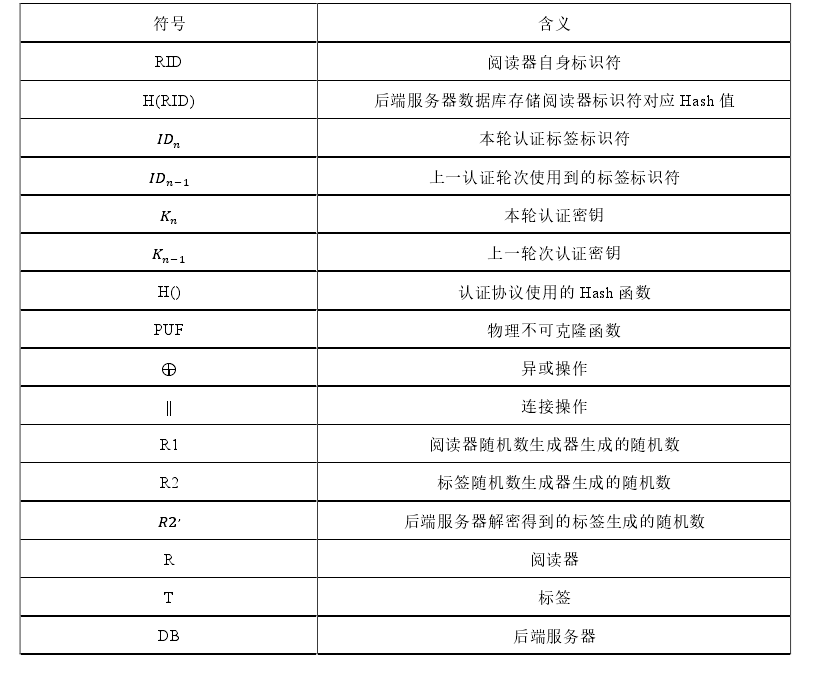 符号 含义
RID 阅读器自身标识符
H(RID) 后端服务器数据库存储阅读器标识符对应 Hash 值
IDₙ 本轮认证标签标识符
IDₙ₋₁ 上一认证轮次使用到的标签标识符
Kₙ 本轮认证密钥
Kₙ₋₁ 上一轮次认证密钥
H() 认证协议使用的 Hash 函数
PUF 物理不可克隆函数
⊕ 异或操作
∥ 连接操作
R1 阅读器随机数生成器生成的随机数
R2 标签随机数生成器生成的随机数
R2′ 后端服务器解密得到的标签生成的随机数
R 阅读器
T 标签
DB 后端服务器